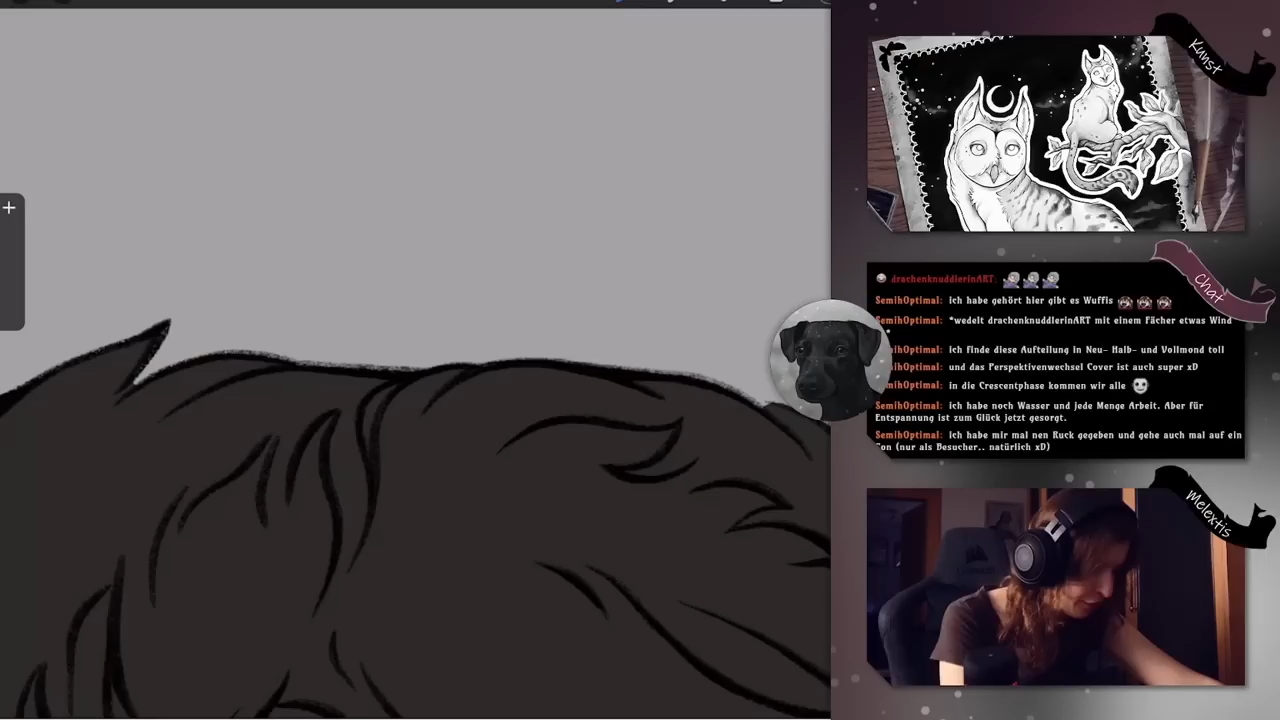 Kunst
Chat
drachenknuddlerinART:
SemihOptimal: ich habe gehört hier gibt es Wuffis
SemihOptimal: *wedelt drachenknuddlerinART mit einem Fächer etwas Wind
*
mihOptimal: ich finde diese Aufteilung in Neu- Halb- und Vollmond toll
mihOptimal: und das Perspektivenwechsel Cover ist auch super xD
mihOptimal: in die Crescentphase kommen wir alle
SemihOptimal: ich habe noch Wasser und jede Menge Arbeit. Aber für
Entspannung ist zum Glück jetzt gesorgt.
SemihOptimal: ich habe mir mal nen Ruck gegeben und gehe auch mal auf ein
Con (nur als Besucher.. natürlich xD)
Melextis